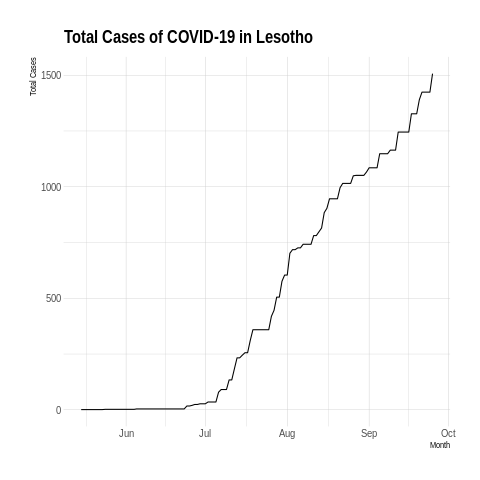 Total Cases of COVID-19 in Lesotho
Total Cases
1500
1000
500
0
Jun Jul Aug Sep Oct
Month